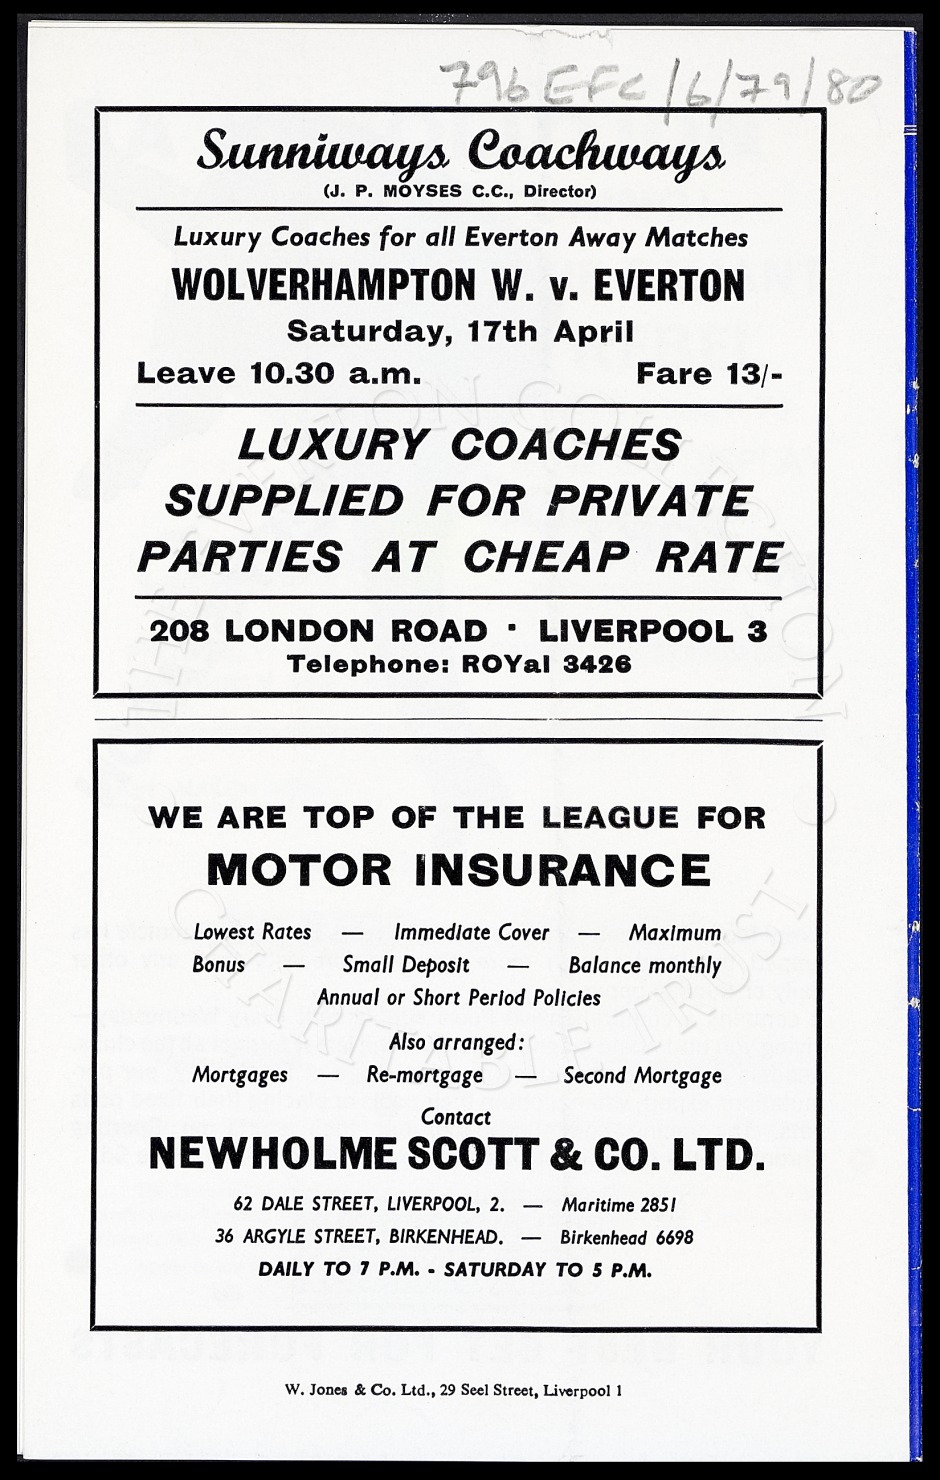 796 EFC/6/79/80
Sunniways Coachways
(J. P. MOYSES C.C., Director)
Luxury Coaches for all Everton Away Matches
WOLVERHAMPTON W. v. EVERTON
Saturday, 17th April
Leave 10.30 a.m. Fare 13/-
LUXURY COACHES
SUPPLIED FOR PRIVATE
PARTIES AT CHEAP RATE
208 LONDON ROAD · LIVERPOOL 3
Telephone: ROYal 3426
THE EVERTON COLLECTION
CHARITABLE TRUST
WE ARE TOP OF THE LEAGUE FOR
MOTOR INSURANCE
Lowest Rates — Immediate Cover — Maximum
Bonus — Small Deposit — Balance monthly
Annual or Short Period Policies
Also arranged:
Mortgages — Re-mortgage — Second Mortgage
Contact
NEWHOLME SCOTT & CO. LTD.
62 DALE STREET, LIVERPOOL, 2. — Maritime 2851
36 ARGYLE STREET, BIRKENHEAD. — Birkenhead 6698
DAILY TO 7 P.M. - SATURDAY TO 5 P.M.
W. Jones & Co. Ltd., 29 Seel Street, Liverpool 1